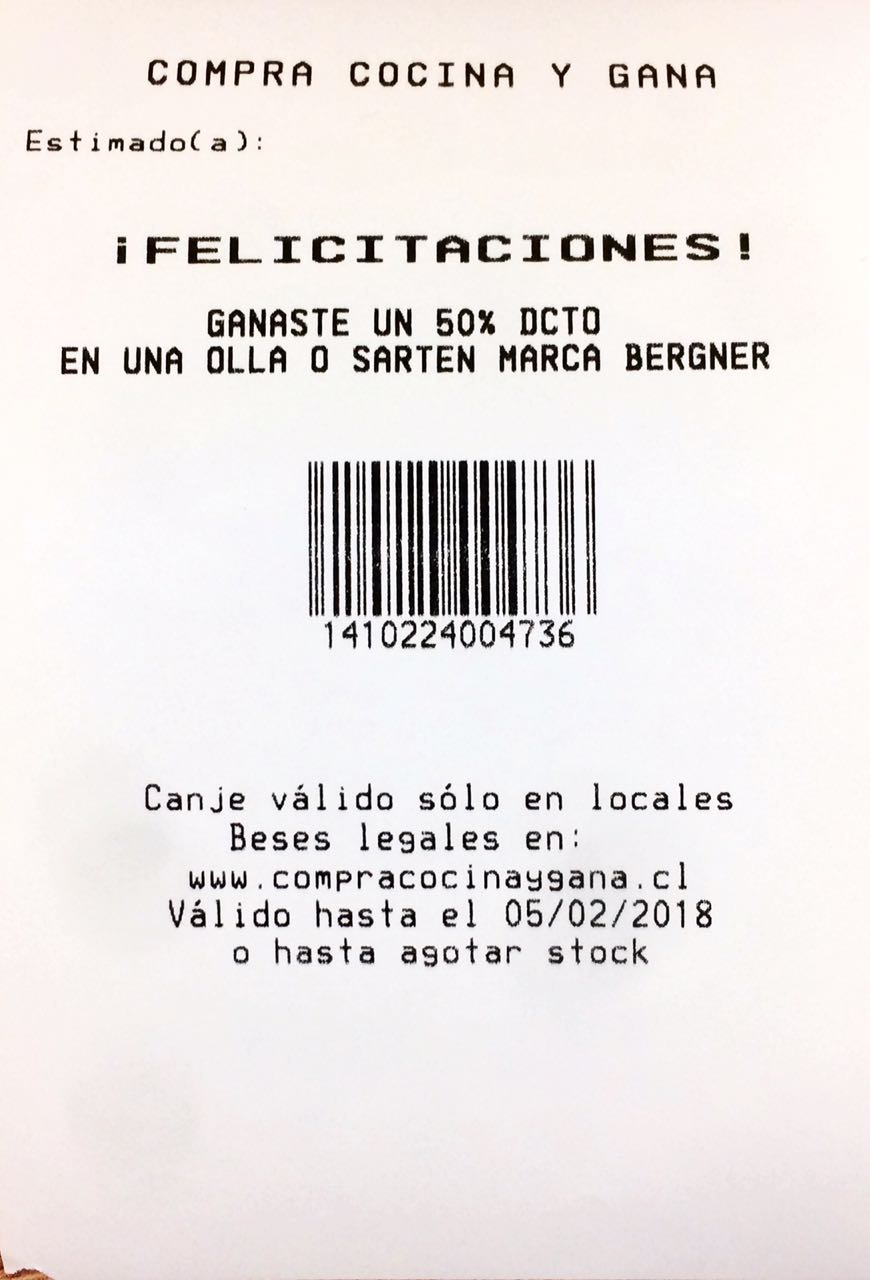 COMPRA COCINA Y GANA
Estimado(a):
¡FELICITACIONES!
GANASTE UN 50% DCTO
EN UNA OLLA O SARTEN MARCA BERGNER
1410224004736
Canje válido sólo en locales
Beses legales en:
www.compracocinaygana.cl
Válido hasta el 05/02/2018
o hasta agotar stock